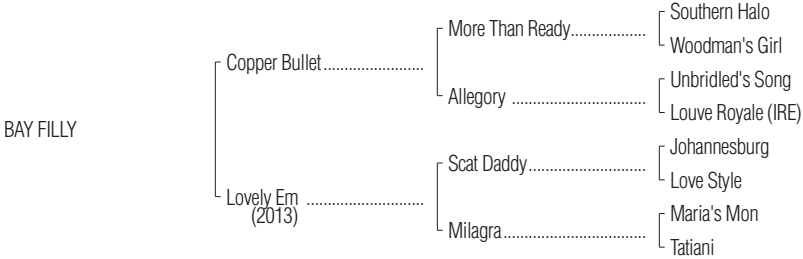 Southern Halo
More Than Ready..................
Woodman's Girl
Copper Bullet........................
Unbridled's Song
Allegory ................................
Louve Royale (IRE)
BAY FILLY
Johannesburg
Scat Daddy............................
Love Style
Lovely Em ............................
(2013)
Maria's Mon
Milagra..................................
Tatiani